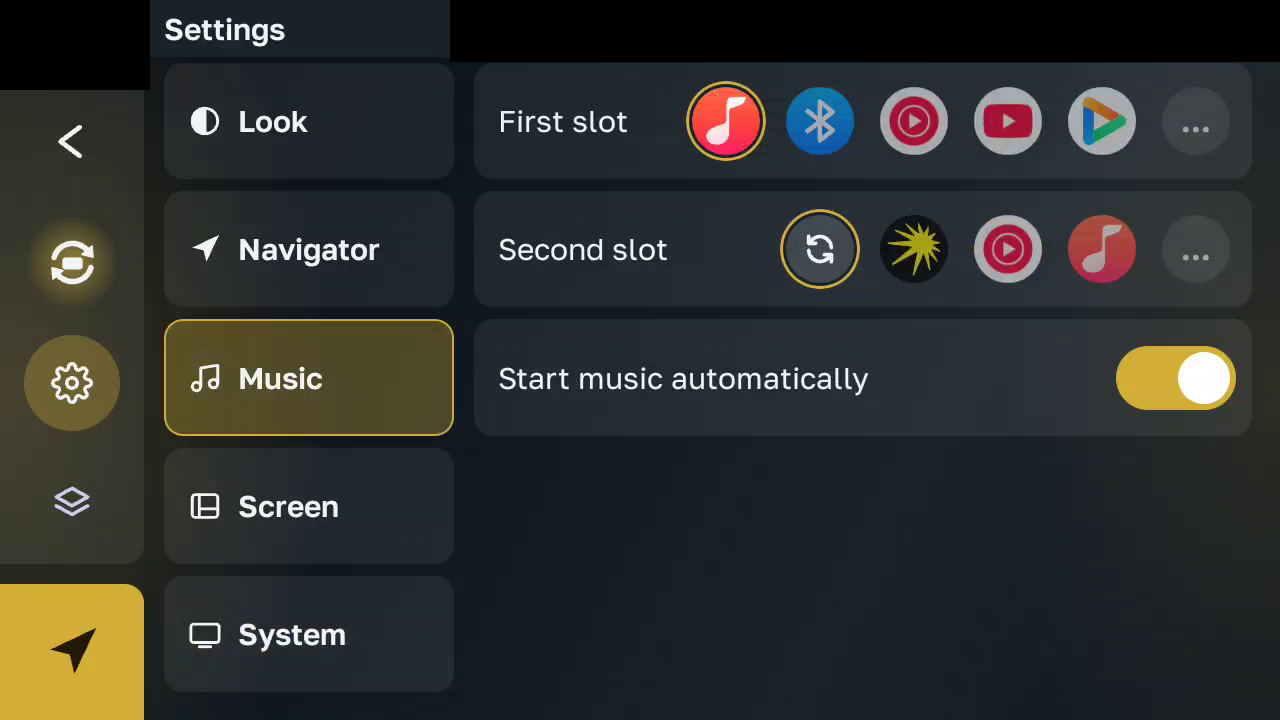 Settings
Look
First slot
Navigator
Second slot
Music
Start music automatically
Screen
System